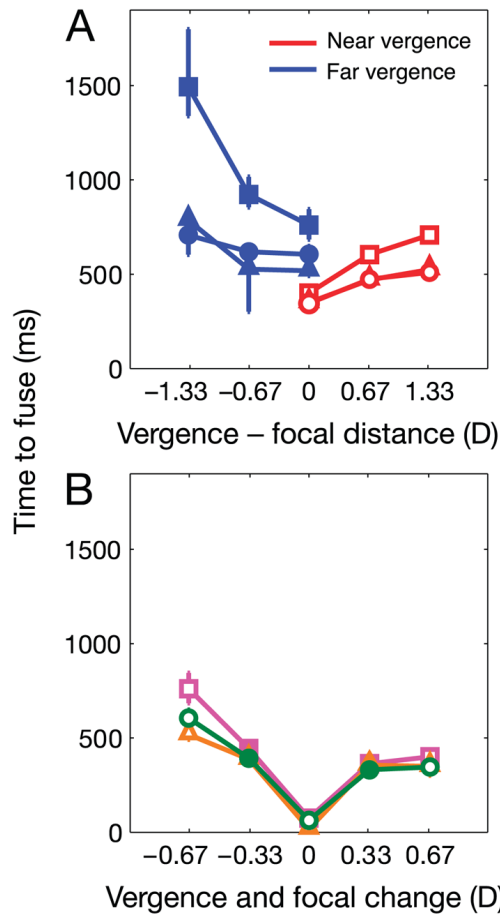 A
Near vergence
Far vergence
1500
1000
500
0
−1.33 −0.67 0 0.67 1.33
Vergence – focal distance (D)
Time to fuse (ms)
B
1500
1000
500
0
−0.67 −0.33 0 0.33 0.67
Vergence and focal change (D)